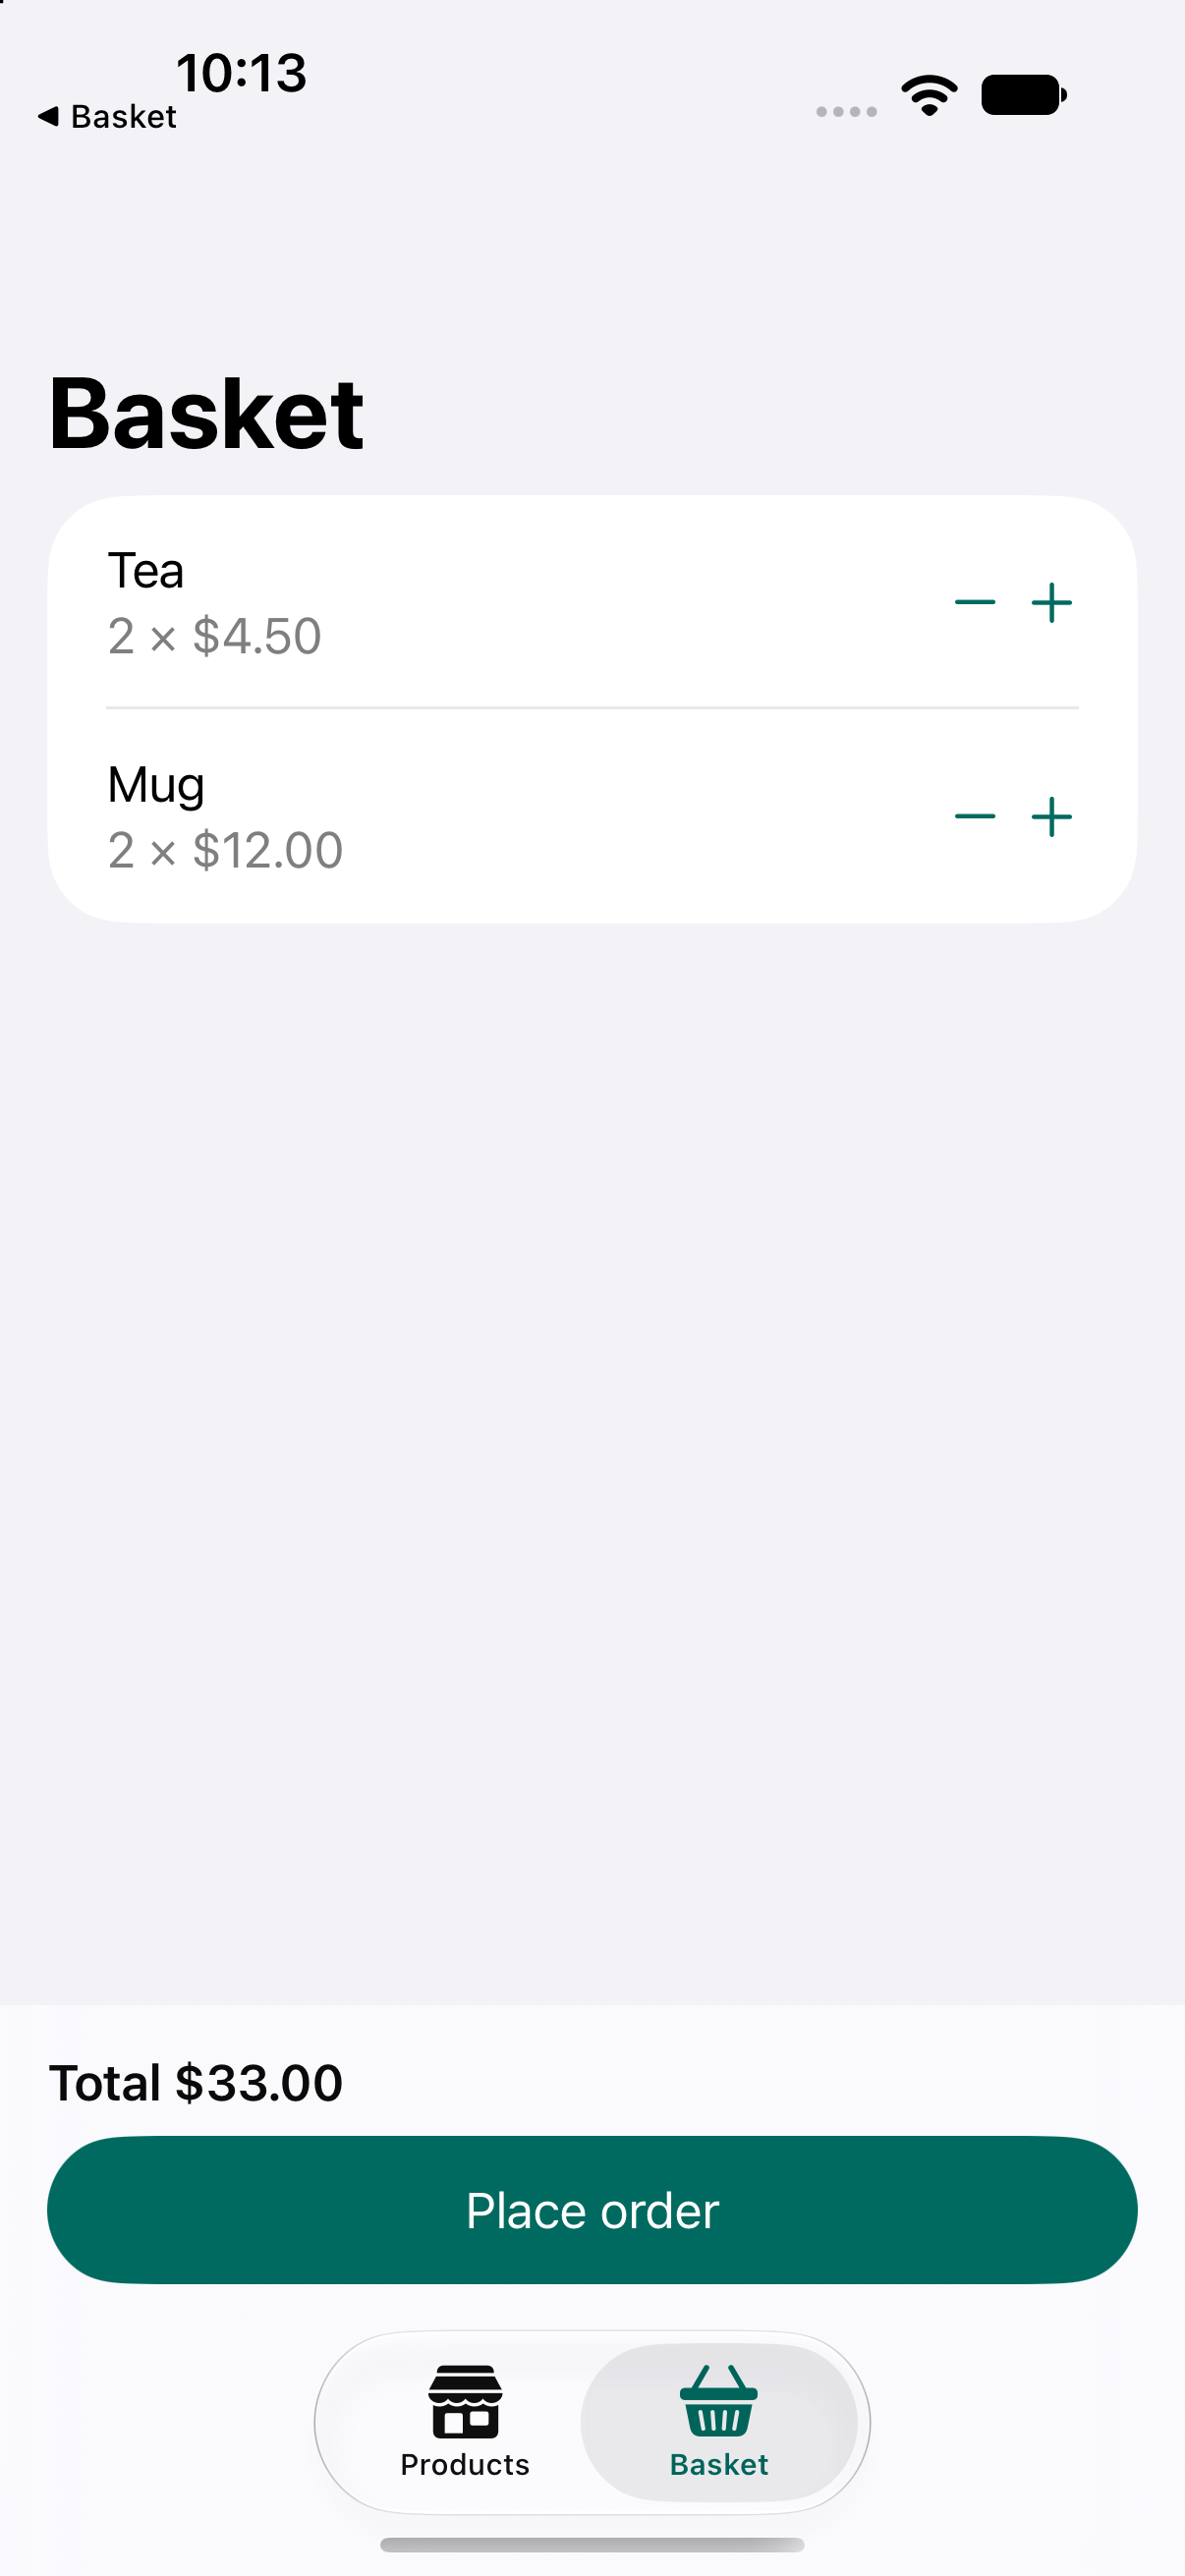 10:13
◀ Basket
Basket
Tea
2 × $4.50
Mug
2 × $12.00
Total $33.00
Place order
Products
Basket